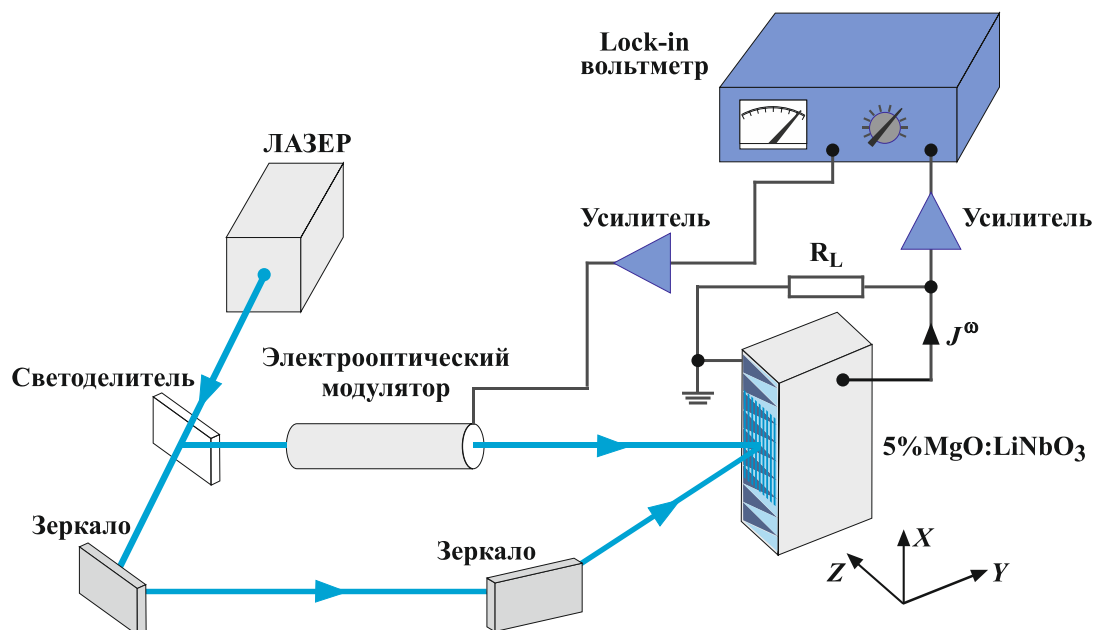 Lock-in
вольтметр
ЛАЗЕР
Усилитель
Усилитель
R_L
J^ω
Электрооптический
модулятор
Светоделитель
5%MgO:LiNbO₃
Зеркало
Зеркало
X
Z
Y